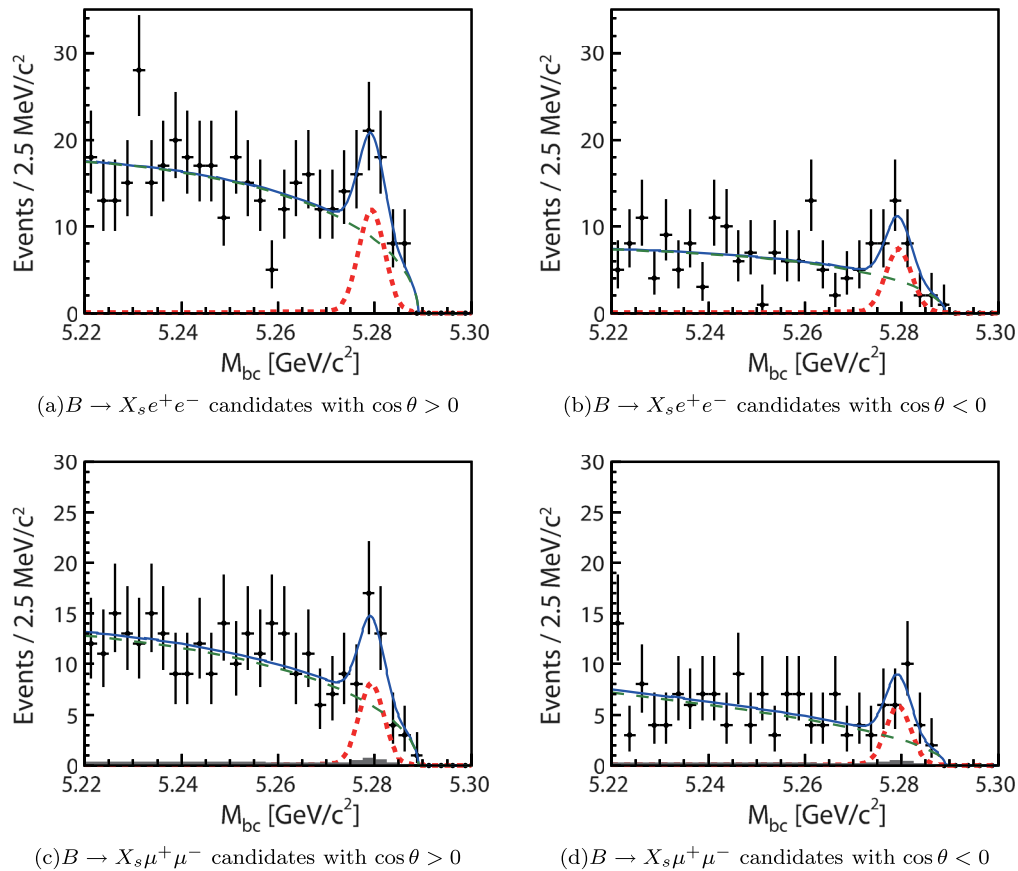 Events / 2.5 MeV/c²
30
20
10
0
5.22 5.24 5.26 5.28 5.30
M_bc [GeV/c²]
(a)B → X_s e⁺e⁻ candidates with cos θ > 0
Events / 2.5 MeV/c²
30
20
10
0
5.22 5.24 5.26 5.28 5.30
M_bc [GeV/c²]
(b)B → X_s e⁺e⁻ candidates with cos θ < 0
Events / 2.5 MeV/c²
30
25
20
15
10
5
0
5.22 5.24 5.26 5.28 5.30
M_bc [GeV/c²]
(c)B → X_s μ⁺μ⁻ candidates with cos θ > 0
Events / 2.5 MeV/c²
30
25
20
15
10
5
0
5.22 5.24 5.26 5.28 5.30
M_bc [GeV/c²]
(d)B → X_s μ⁺μ⁻ candidates with cos θ < 0